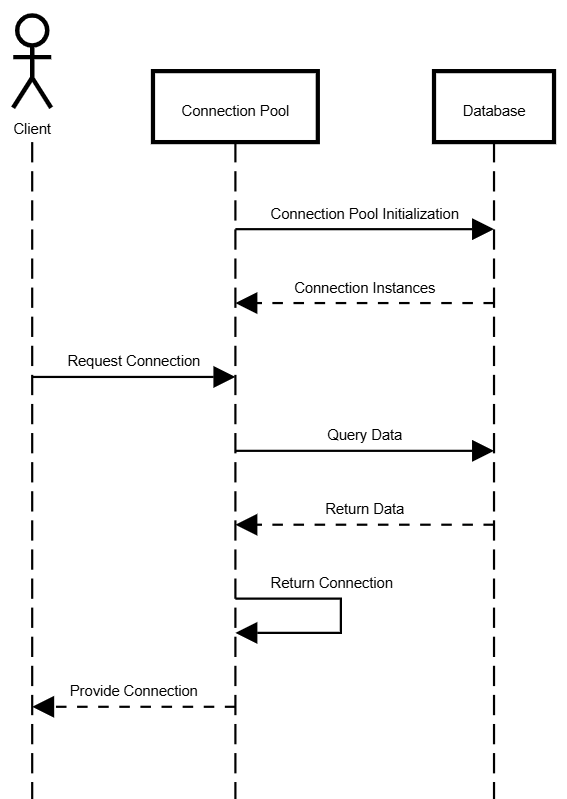 Client
Connection Pool
Database
Connection Pool Initialization
Connection Instances
Request Connection
Query Data
Return Data
Return Connection
Provide Connection